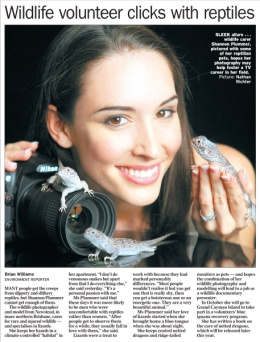 Wildlife volunteer clicks with reptiles
SLEEK allure . . .
wildlife carer
Shannon Plummer,
pictured with some
of her reptilian
pets, hopes her
photography may
help foster a TV
career in her field.
Picture: Nathan
Richter
Nikon
Brian Williams
ENVIRONMENT REPORTER
MANY people get the creeps
from slippery and slithery
reptiles, but Shannon Plummer
cannot get enough of them.
The wildlife photographer
and model from Newstead, in
inner northern Brisbane, cares
for injured wildlife
and specialises in lizards.
She keeps her lizards in a
climate-controlled "habitat" in
her apartment. "I don't do
venomous snakes but apart
from that I do everything else,"
she said yesterday. "It's a
personal passion with me."
Ms Plummer said that
these days it was more likely
to be men who were
uncomfortable with reptiles
rather than women. "After
people get to observe them
for a while, they usually fall in
love with them," she said.
Lizards were a treat to
work with because they had
marked personality
differences. "Most people
wouldn't realise it but you get
one that is really shy, then
you get a boisterous one or an
energetic one. They are a very
beautiful animal."
Ms Plummer said her love
of lizards started when she
brought home a blue-tongue
when she was about eight.
She keeps central netted
dragons and ridge-tailed
monitors as pets — and hopes
the combination of her
wildlife photography and
modelling will lead to a job as
a wildlife documentary
presenter.
In October she will go to
Grand Cayman Island to take
part in a volunteers' blue
iguana recovery program.
She has written a book on
the care of netted dragons,
which will be released later
this year.